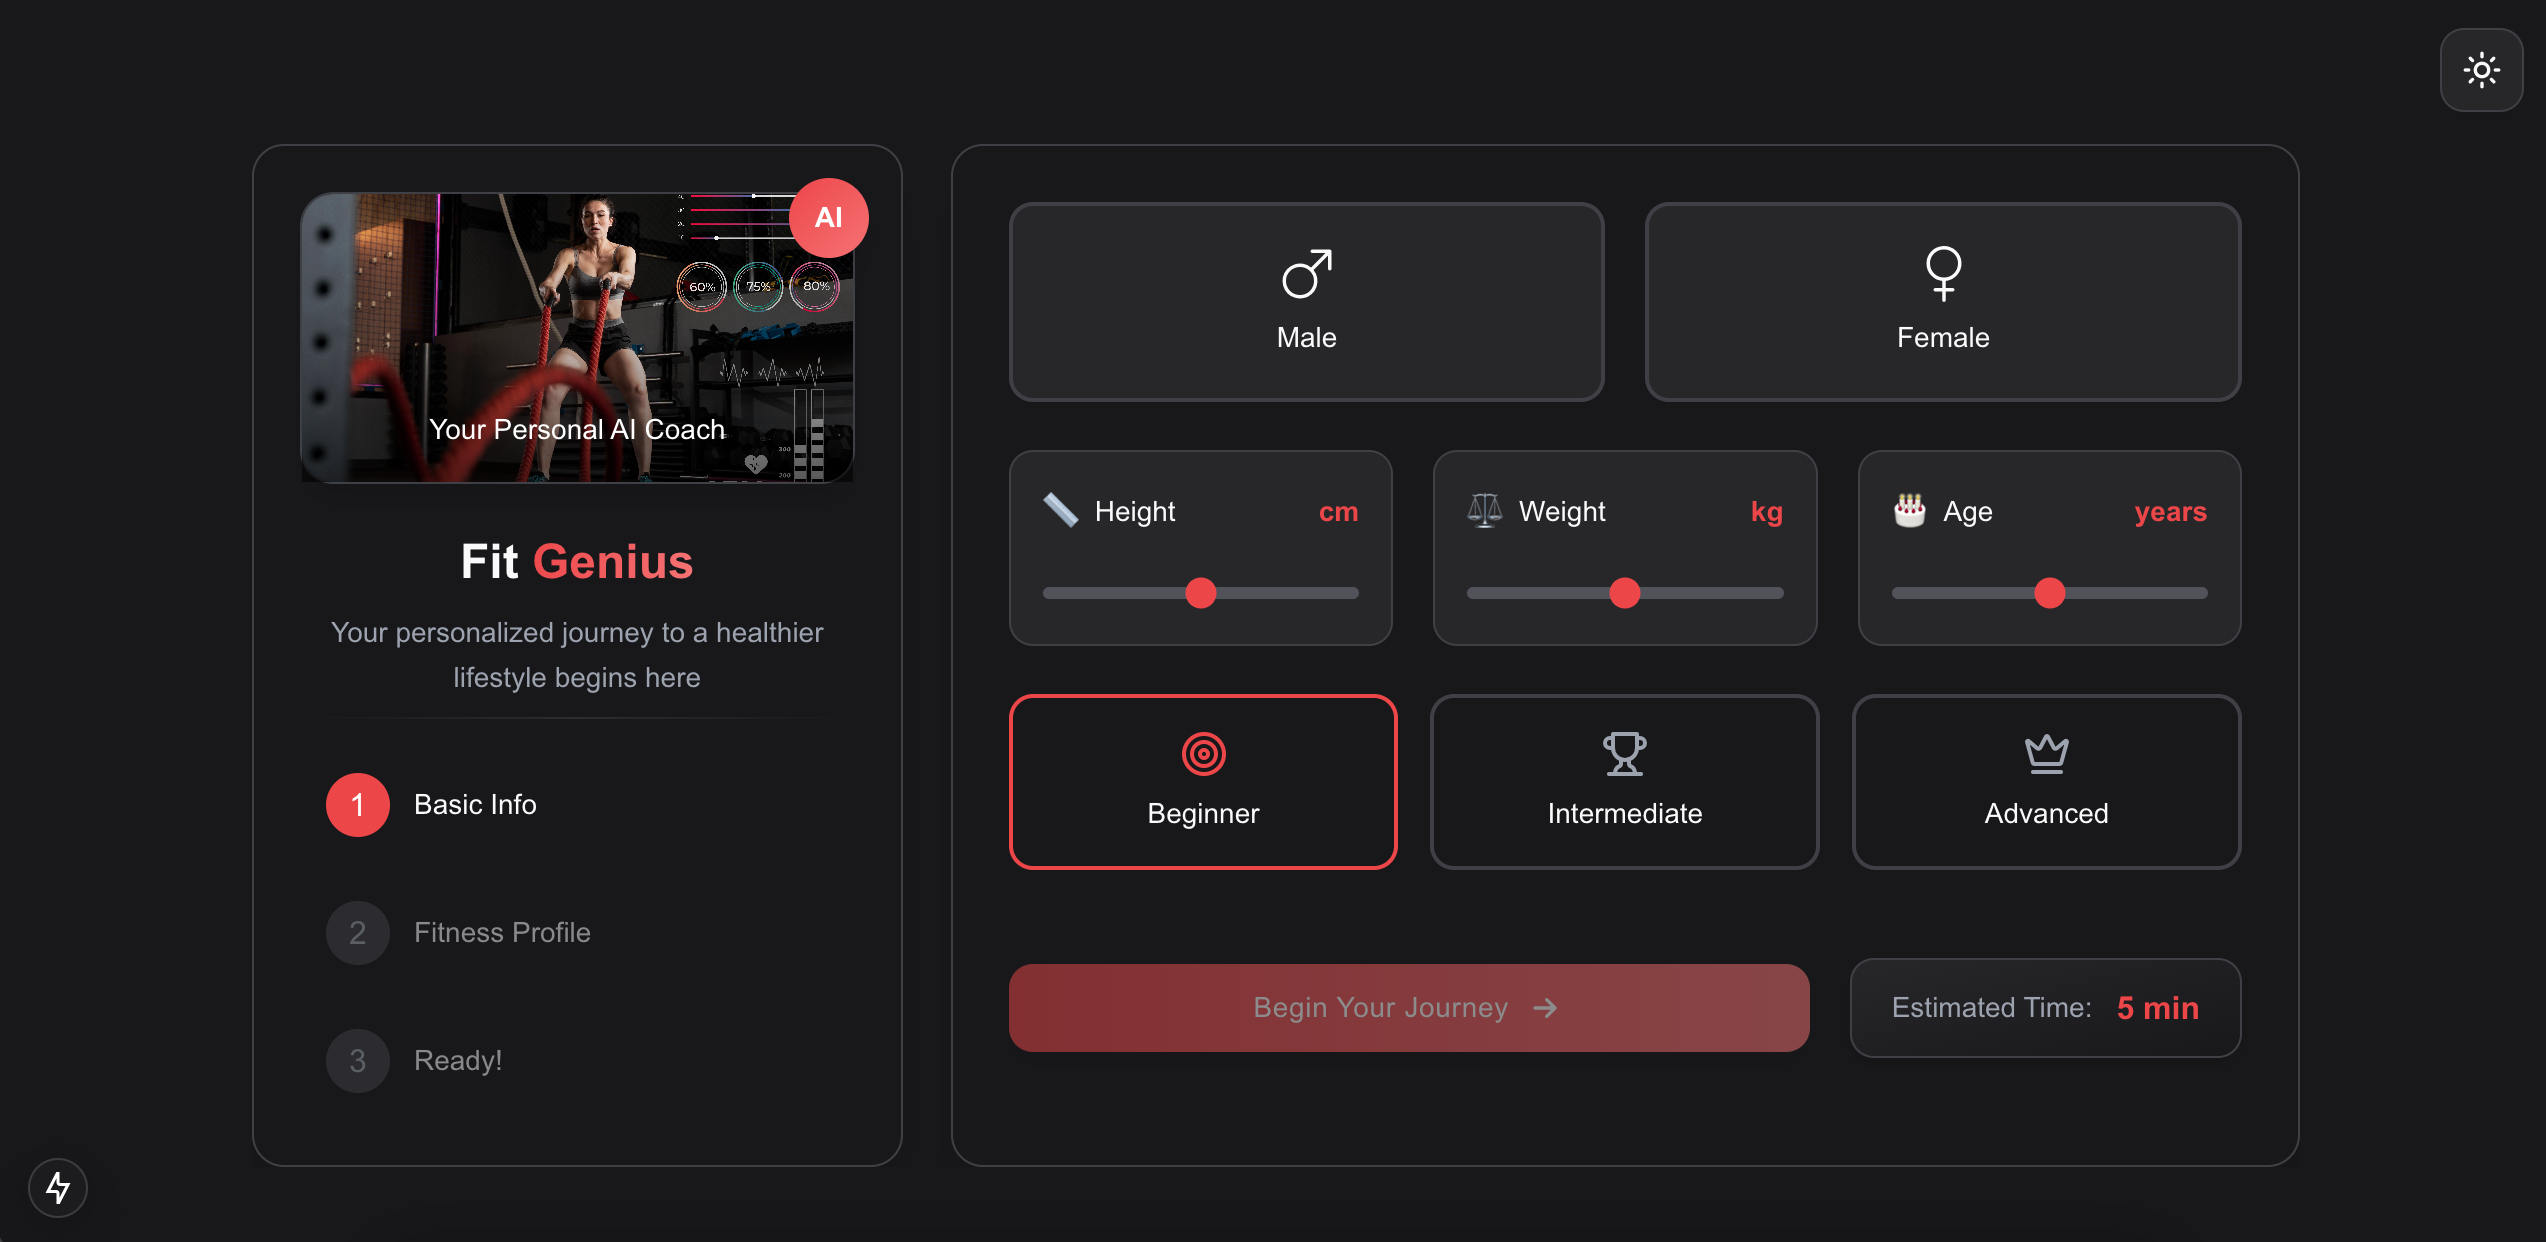 AI
60% 75% 80%
Your Personal AI Coach
300
200
Fit Genius
Your personalized journey to a healthier
lifestyle begins here
1 Basic Info
2 Fitness Profile
3 Ready!
Male
Female
Height cm
Weight kg
Age years
Beginner
Intermediate
Advanced
Begin Your Journey →
Estimated Time: 5 min